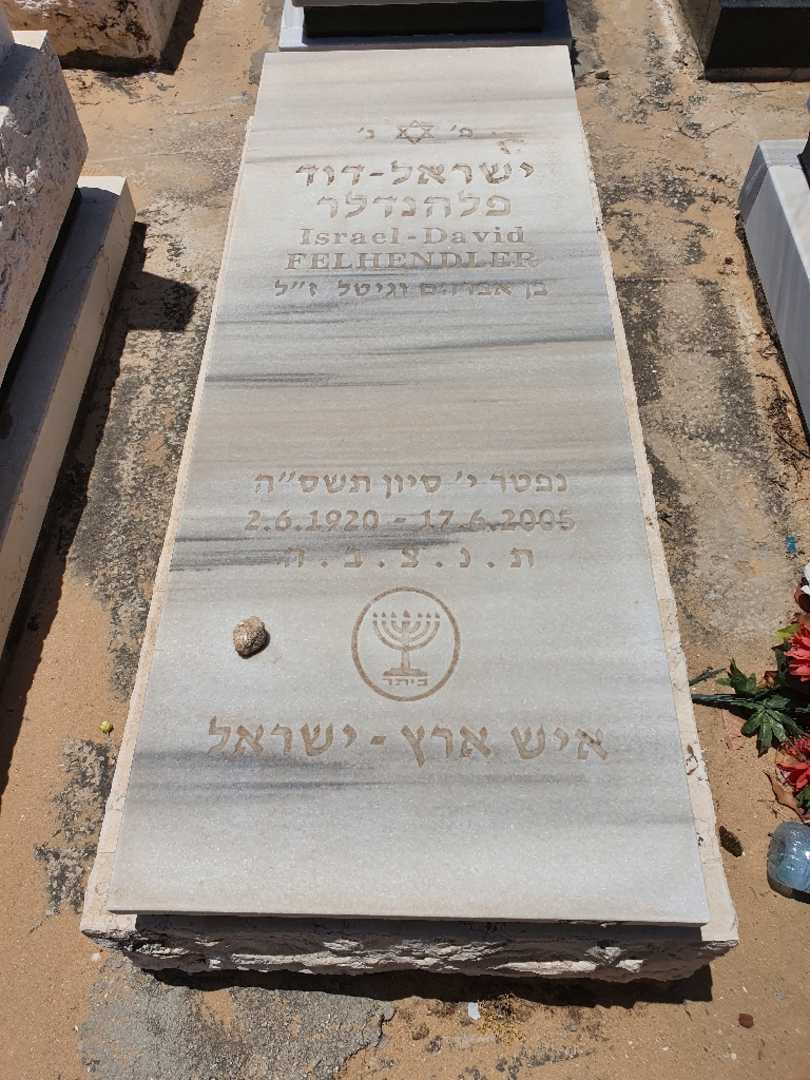 פ׳ נ׳
ישראל-דוד
פלהנדלר
Israel-David
FELHENDLER
בן אברהם וגיטל ז״ל
נפטר י׳ סיון תשס״ה
2.6.1920 - 17.6.2005
ת.נ.צ.ב.ה
ביתר
איש ארץ-ישראל